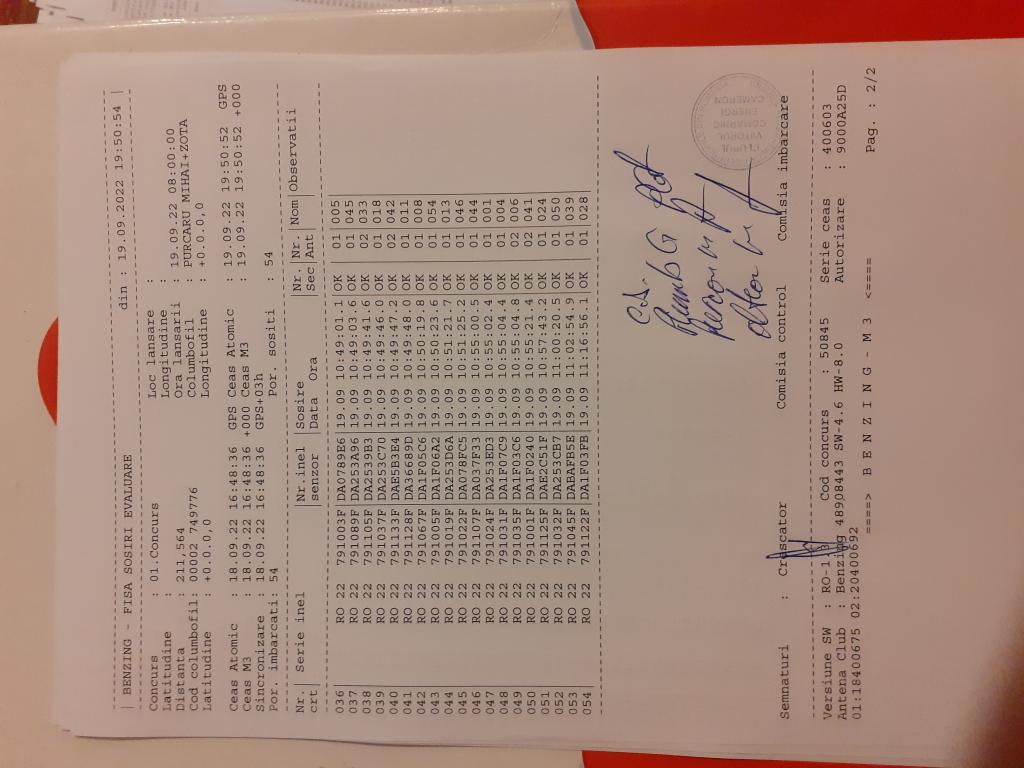 | BENZING - FISA SOSIRI EVALUARE din : 19.09.2022 19:50:54 |
Concurs : 01.Concurs Loc lansare :
Latitudine : Longitudine :
Distanta : 211,564 Ora lansarii : 19.09.22 08:00:00
Cod columbofil: 00002 749776 Columbofil : PURCARU MIHAI+ZOTA
Latitudine : +0.0.0,0 Longitudine : +0.0.0,0
Ceas Atomic : 18.09.22 16:48:36 GPS Ceas Atomic : 19.09.22 19:50:52 GPS
Ceas M3 : 18.09.22 16:48:36 +000 Ceas M3 : 19.09.22 19:50:52 +000
Sincronizare : 18.09.22 16:48:36 GPS+03h
Por. imbarcati: 54 Por. sositi : 54
Nr.| Serie inel |Nr.inel |Sosire |Nr.|Nr.|Nom|Observatii
crt| |senzor |Data Ora |Sec|Ant|
036 RO 22 791003F DA0789E6 19.09 10:49:01.1 OK 01 005
037 RO 22 791089F DA253A96 19.09 10:49:03.6 OK 01 045
038 RO 22 791105F DA2539B3 19.09 10:49:41.6 OK 02 033
039 RO 22 791037F DA253C70 19.09 10:49:46.0 OK 01 018
040 RO 22 791133F DAE5B3E4 19.09 10:49:47.2 OK 02 042
041 RO 22 791128F DA36689D 19.09 10:49:48.0 OK 01 011
042 RO 22 791067F DA1F05C6 19.09 10:50:19.8 OK 01 008
043 RO 22 791005F DA1F06A2 19.09 10:50:23.6 OK 01 054
044 RO 22 791019F DA253D6A 19.09 10:51:21.7 OK 01 013
045 RO 22 791102F DA078FC5 19.09 10:51:25.2 OK 01 046
046 RO 22 791007F DA037F33 19.09 10:55:00.5 OK 01 044
047 RO 22 791024F DA253ED3 19.09 10:55:02.4 OK 01 001
048 RO 22 791031F DA1F07C9 19.09 10:55:04.4 OK 01 004
049 RO 22 791035F DA1F03C6 19.09 10:55:04.8 OK 02 006
050 RO 22 791001F DA1F0240 19.09 10:55:21.4 OK 02 041
051 RO 22 791125F DAE2C51F 19.09 10:57:43.2 OK 01 024
052 RO 22 791032F DA253CB7 19.09 11:00:20.5 OK 01 050
053 RO 22 791045F DABAFB5E 19.09 11:02:54.9 OK 01 039
054 RO 22 791122F DA1F03FB 19.09 11:16:56.1 OK 01 028
CLUBUL
VIITORUL
COMARNIC
ENERGI
CAMERON
Semnaturi : Crescator Comisia control Comisia imbarcare
Versiune SW : RO-1, Cod concurs : 50845 Serie ceas : 400603
Antena Club : Benzing 48908443 SW-4.6 HW-8.0 Autorizare : 9000A25D
01:18400675 02:20400692
====> B E N Z I N G - M 3 <==== Pag. : 2/2